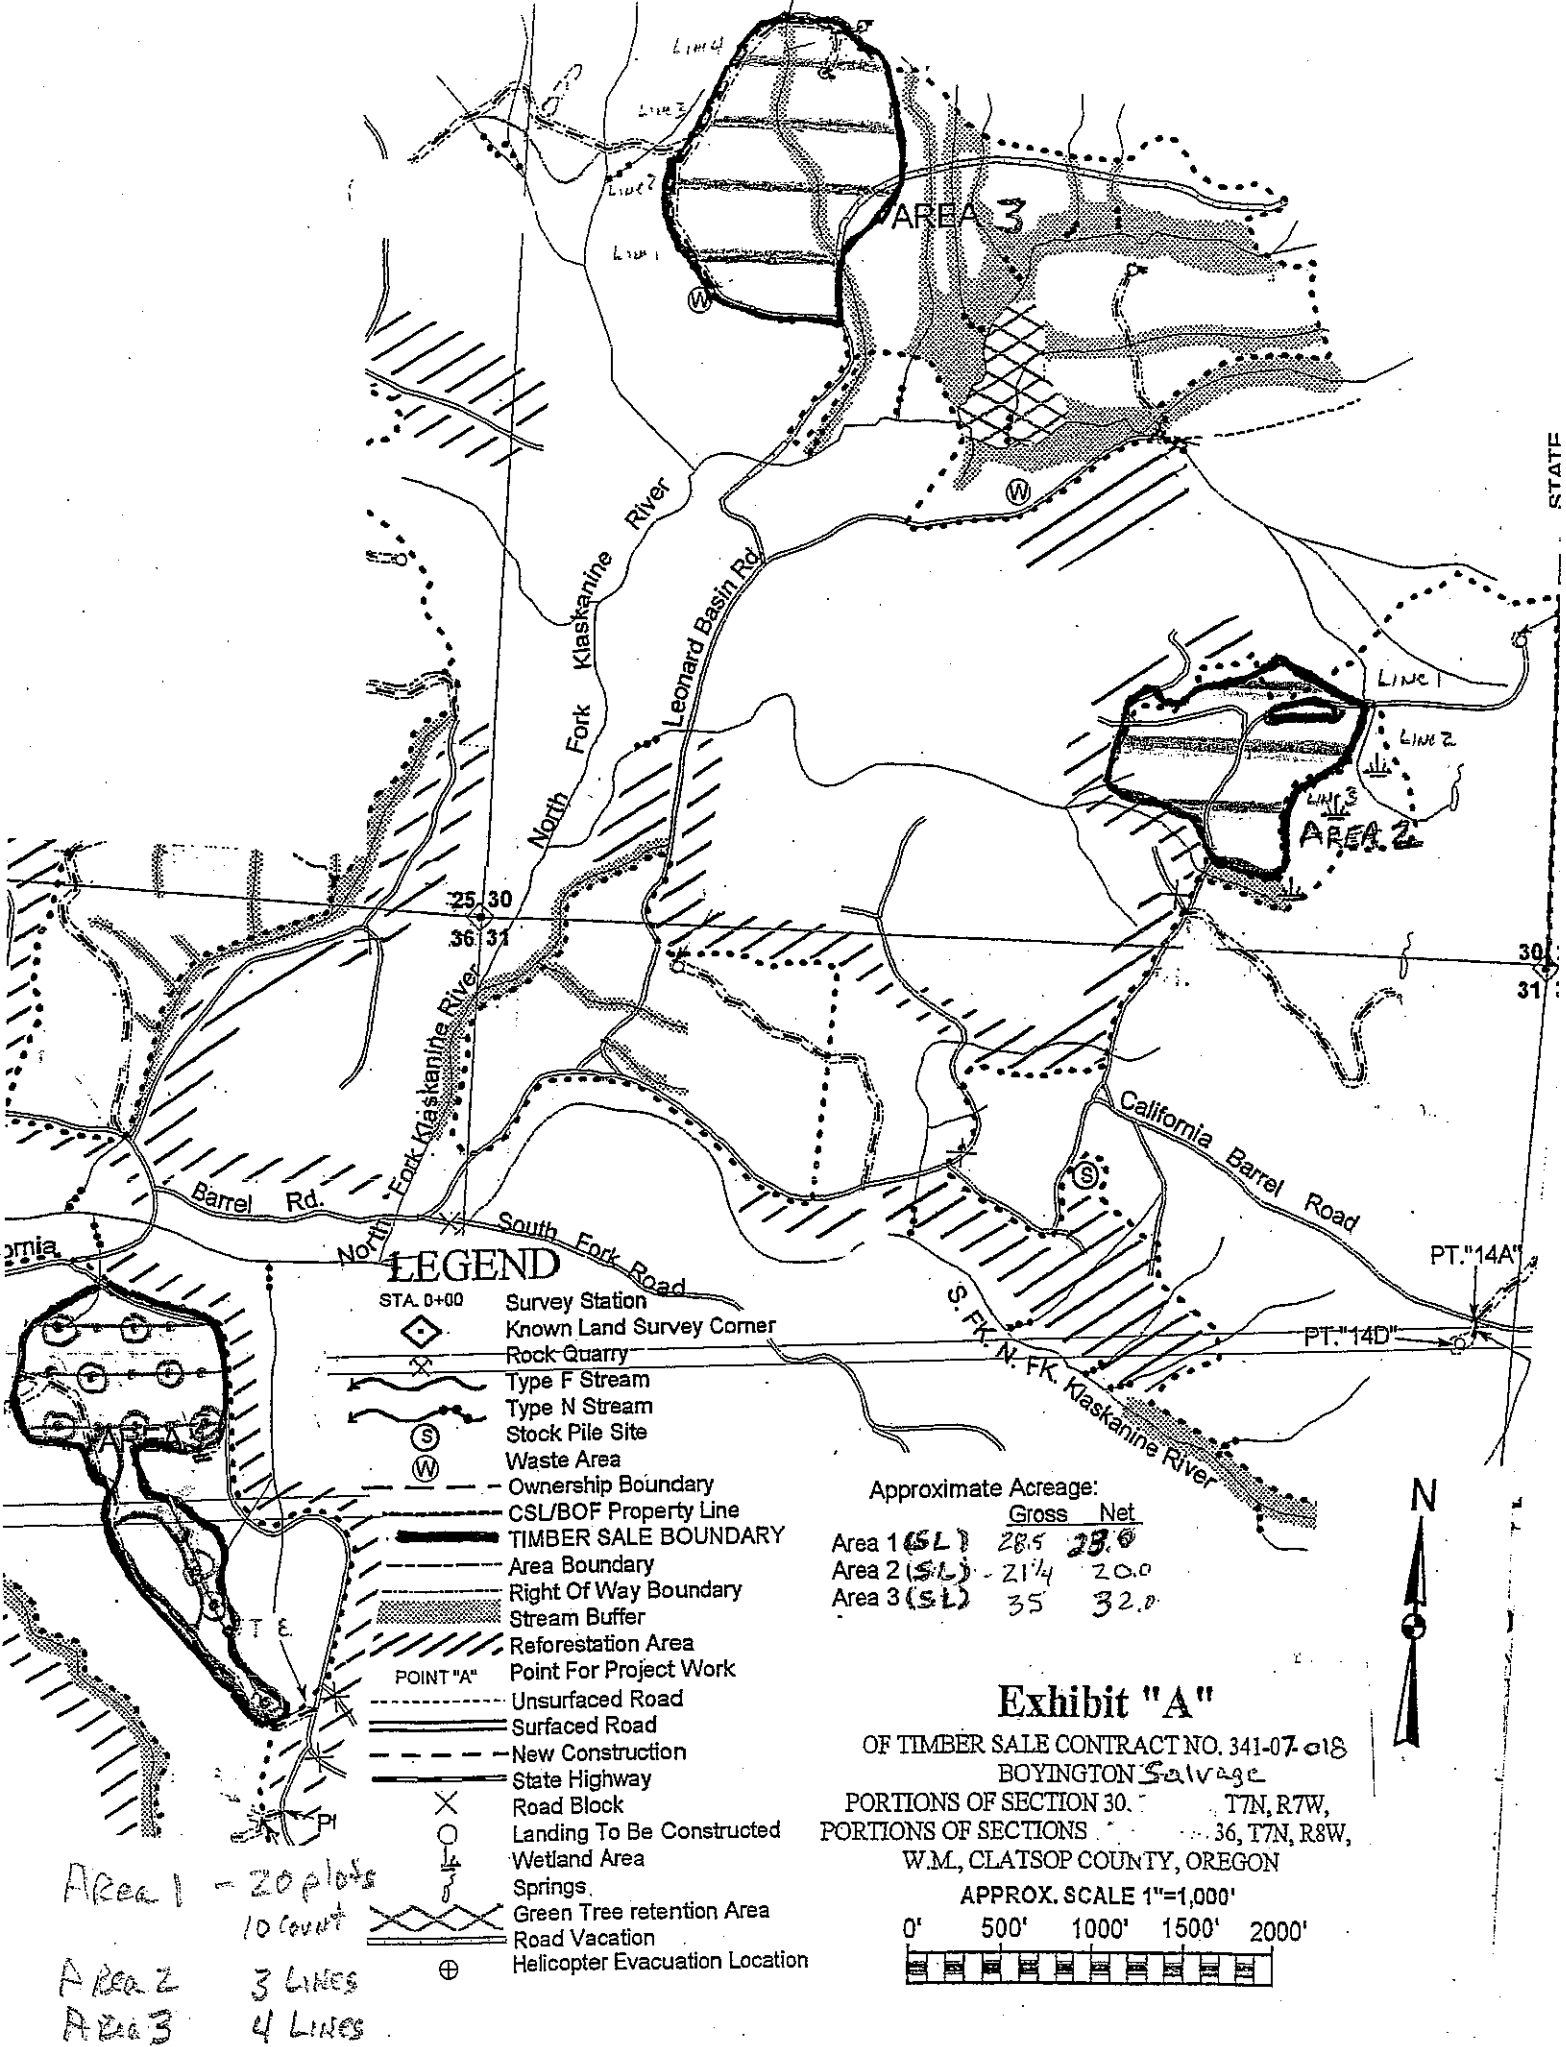 Line 4
Line 3
Line 2
Line 1
AREA 3
W
W
STATE
North Fork Klaskanine River
Leonard Basin Rd.
LINE 1
LINE 2
LINE 3
AREA 2
25 30
36 31
30
31
North Fork Klaskanine River
California Barrel Road
S
Barrel Rd.
South Fork Road
ornia
PT."14A"
PT."14D"
S. FK. N. FK. Klaskanine River
AREA
T E
LEGEND
STA. 0+00 Survey Station
Known Land Survey Corner
Rock Quarry
Type F Stream
Type N Stream
S Stock Pile Site
W Waste Area
Ownership Boundary
CSL/BOF Property Line
TIMBER SALE BOUNDARY
Area Boundary
Right Of Way Boundary
Stream Buffer
Reforestation Area
POINT "A" Point For Project Work
Unsurfaced Road
Surfaced Road
New Construction
State Highway
Road Block
Landing To Be Constructed
Wetland Area
Springs
Green Tree retention Area
Road Vacation
Helicopter Evacuation Location
Approximate Acreage:
Gross Net
Area 1 (SL) 28.5 23.0
Area 2 (SL) 21 1/4 20.0
Area 3 (SL) 35 32.0
N
Exhibit "A"
OF TIMBER SALE CONTRACT NO. 341-07-018
BOYINGTON Salvage
PORTIONS OF SECTION 30. T7N, R7W,
PORTIONS OF SECTIONS 36, T7N, R8W,
W.M., CLATSOP COUNTY, OREGON
APPROX. SCALE 1"=1,000'
0' 500' 1000' 1500' 2000'
Area 1 - 20 plots
10 count
Area 2 3 LINES
Area 3 4 LINES